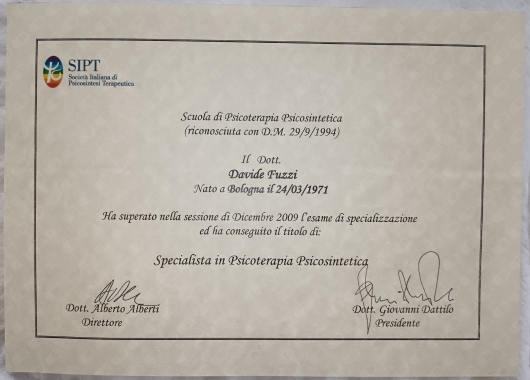 SIPT
Società Italiana di
Psicosintesi Terapeutica
Scuola di Psicoterapia Psicosintetica
(riconosciuta con D.M. 29/9/1994)
Il Dott.
Davide Fuzzi
Nato a Bologna il 24/03/1971
Ha superato nella sessione di Dicembre 2009 l'esame di specializzazione
ed ha conseguito il titolo di:
Specialista in Psicoterapia Psicosintetica
Dott. Alberto Alberti
Direttore
Dott. Giovanni Dattilo
Presidente